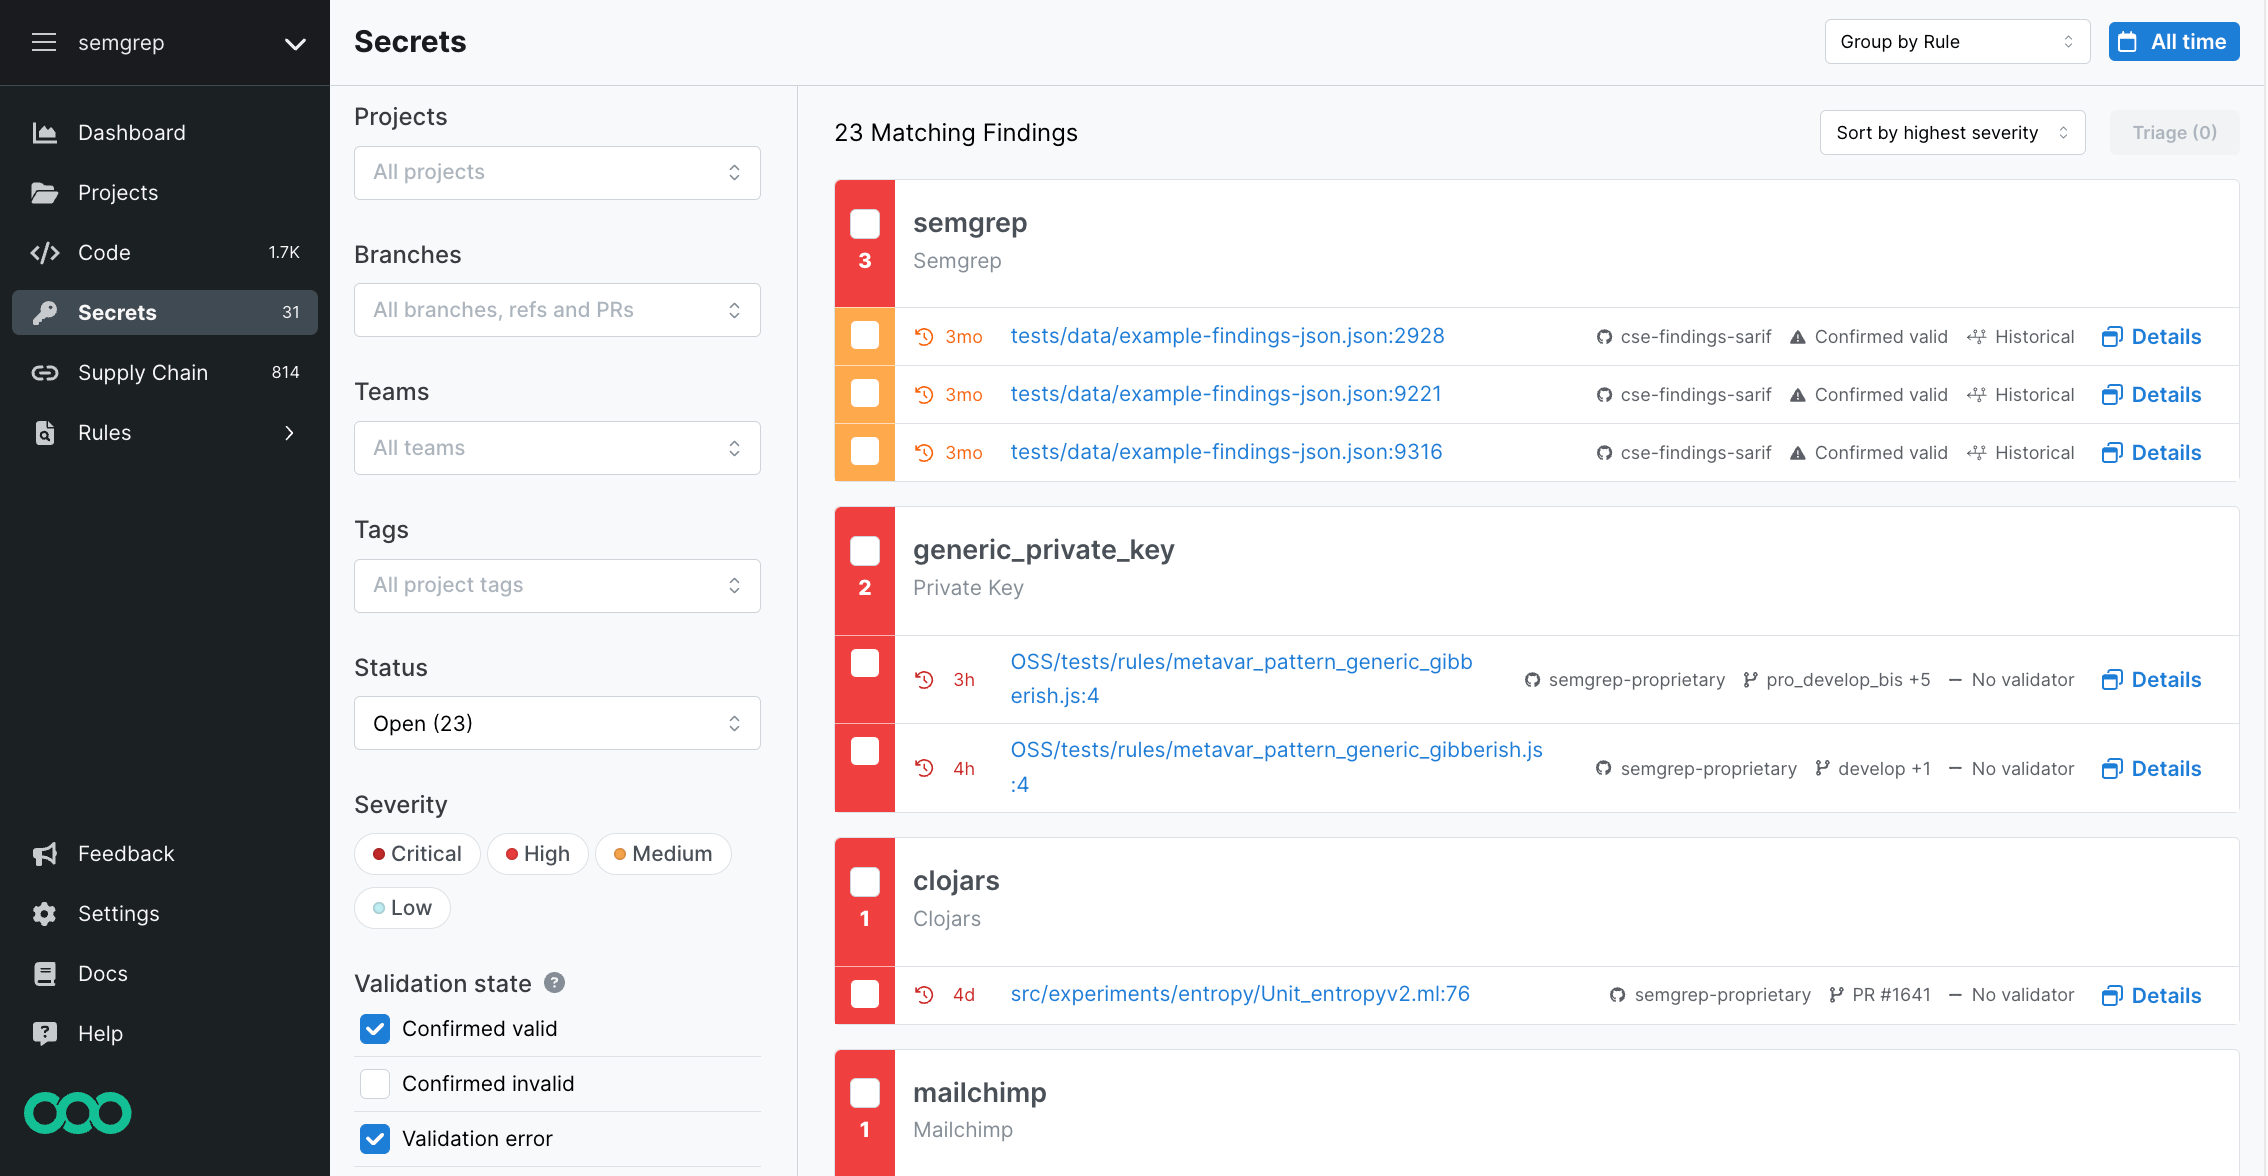 semgrep
Dashboard
Projects
Code 1.7K
Secrets 31
Supply Chain 814
Rules
Feedback
Settings
Docs
Help
Secrets
Group by Rule
All time
Projects
All projects
Branches
All branches, refs and PRs
Teams
All teams
Tags
All project tags
Status
Open (23)
Severity
Critical High Medium
Low
Validation state ?
Confirmed valid
Confirmed invalid
Validation error
23 Matching Findings
Sort by highest severity
Triage (0)
semgrep
3
Semgrep
3mo tests/data/example-findings-json.json:2928 cse-findings-sarif Confirmed valid Historical Details
3mo tests/data/example-findings-json.json:9221 cse-findings-sarif Confirmed valid Historical Details
3mo tests/data/example-findings-json.json:9316 cse-findings-sarif Confirmed valid Historical Details
generic_private_key
2
Private Key
3h OSS/tests/rules/metavar_pattern_generic_gibb
erish.js:4
semgrep-proprietary pro_develop_bis +5 No validator Details
4h OSS/tests/rules/metavar_pattern_generic_gibberish.js
:4
semgrep-proprietary develop +1 No validator Details
clojars
1
Clojars
4d src/experiments/entropy/Unit_entropyv2.ml:76 semgrep-proprietary PR #1641 No validator Details
mailchimp
1
Mailchimp